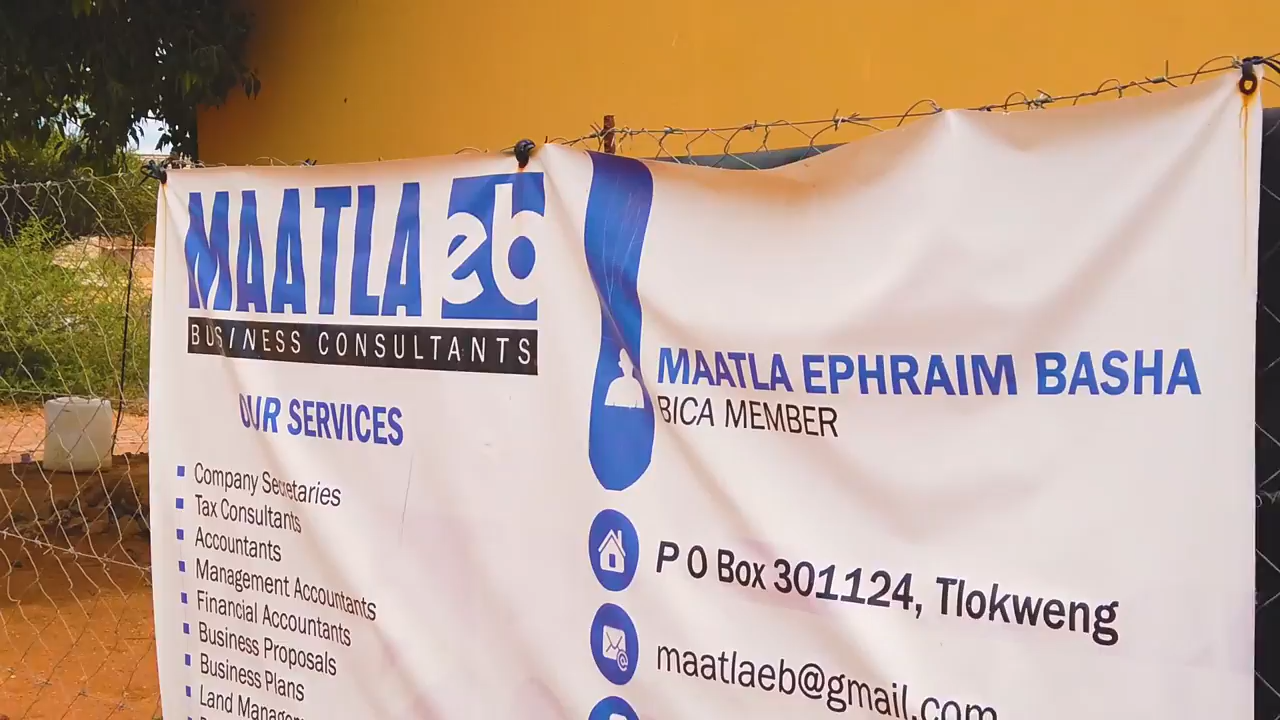 MAATLA eb
BUSINESS CONSULTANTS
OUR SERVICES
Company Secretaries
Tax Consultants
Accountants
Management Accountants
Financial Accountants
Business Proposals
Business Plans
Land
MAATLA EPHRAIM BASHA
BICA MEMBER
P O Box 301124, Tlokweng
maatlaeb@gmail.com